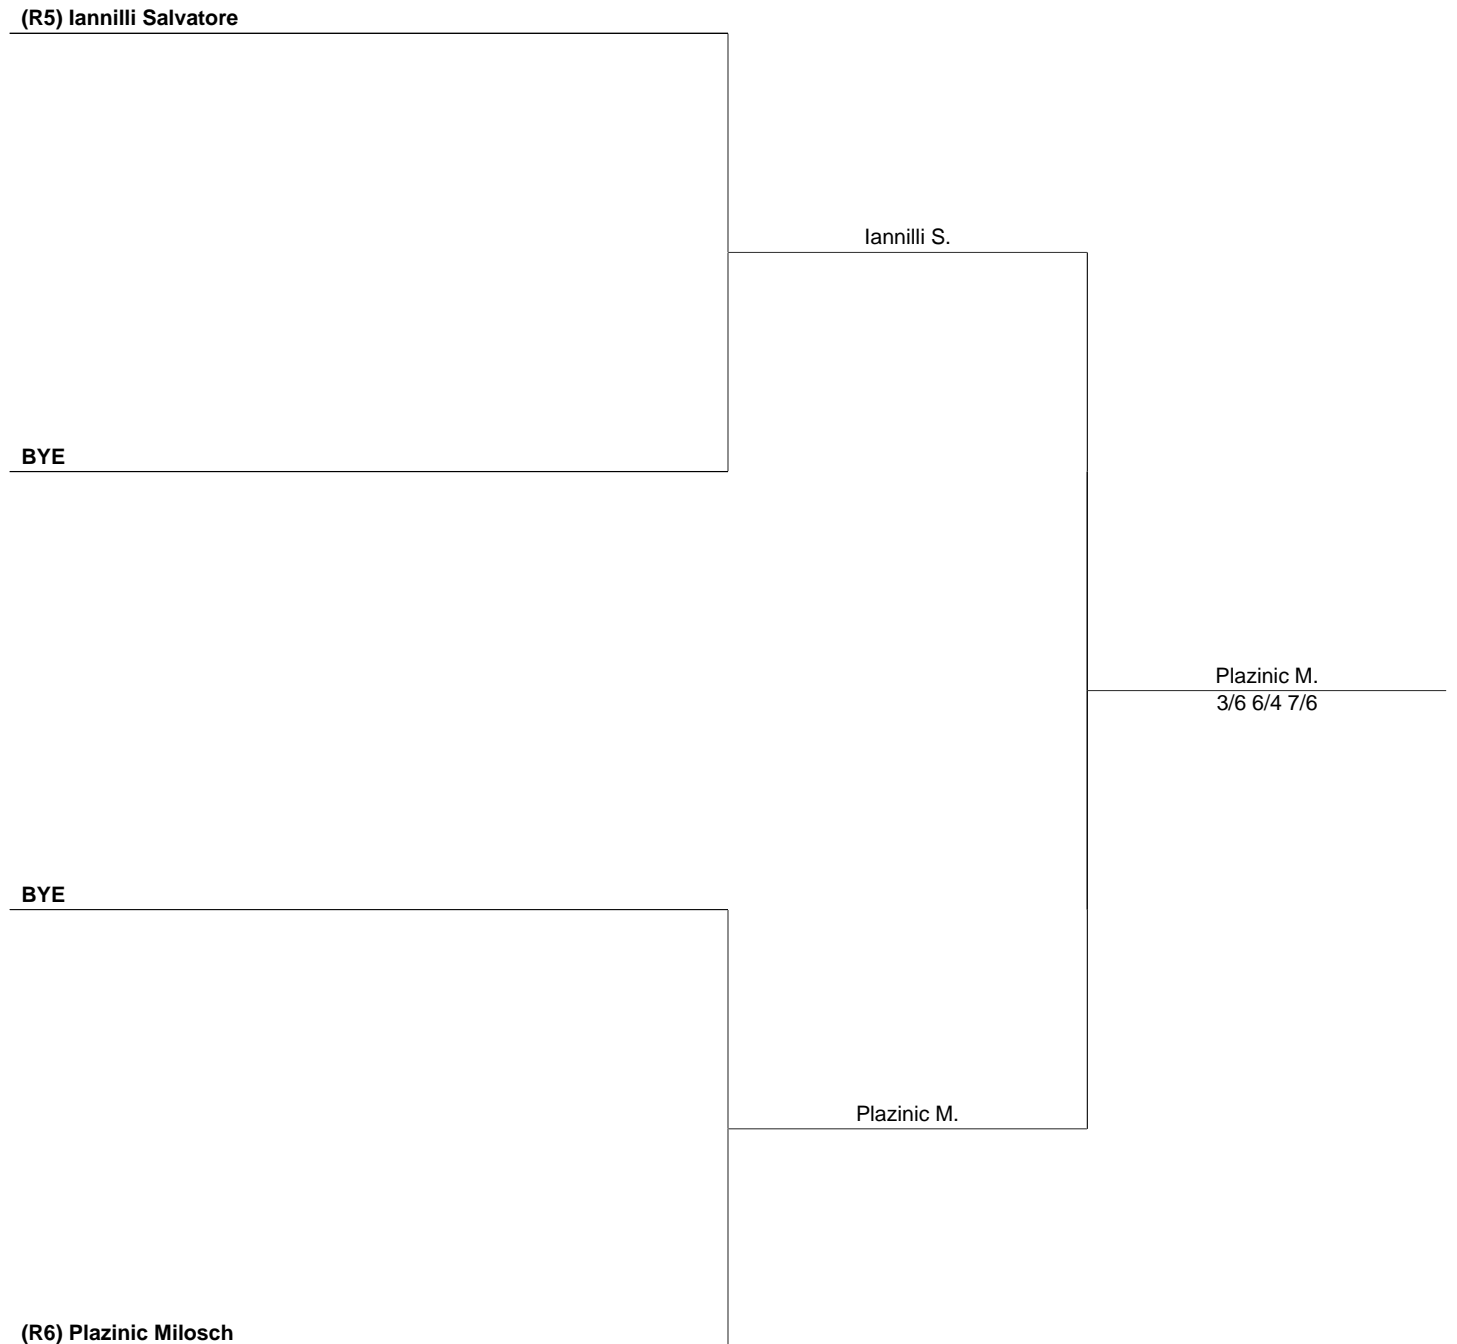 (R5) Iannilli Salvatore
Iannilli S.
BYE
Plazinic M.
3/6 6/4 7/6
BYE
Plazinic M.
(R6) Plazinic Milosch